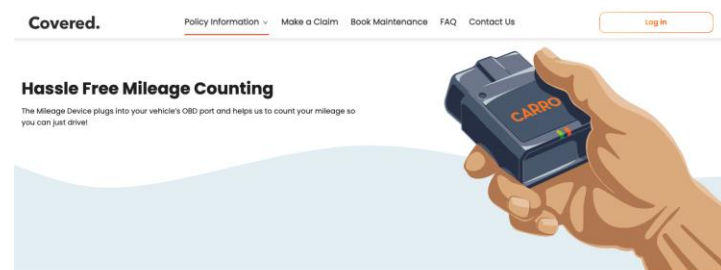 Covered.
Policy Information
Make a Claim
Book Maintenance
FAQ
Contact Us
Log in
Hassle Free Mileage Counting
The Mileage Device plugs into your vehicle's OBD port and helps us to count your mileage so
you can just drive!
CARRO